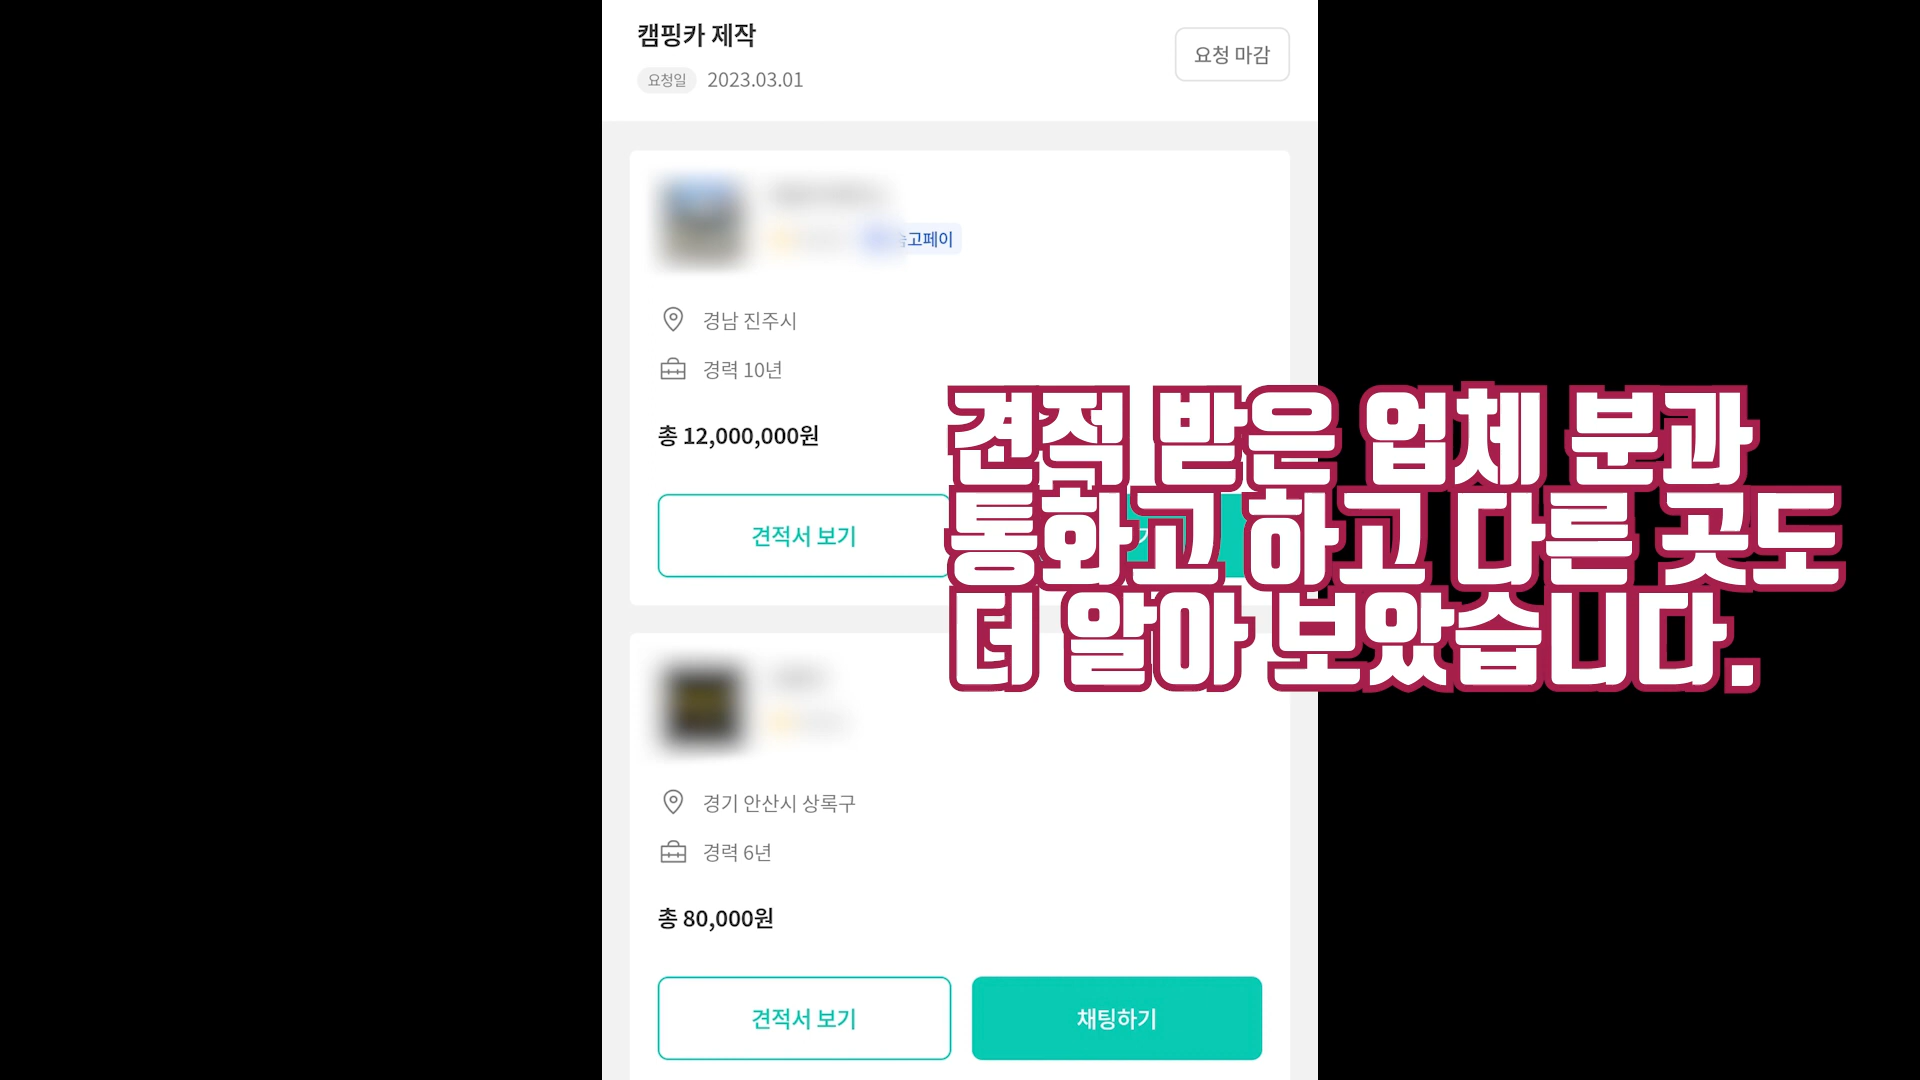 캠핑카 제작
요청 마감
요청일 2023.03.01
고페이
경남 진주시
경력 10년
총 12,000,000원
견적서 보기
견적 받은 업체 분과
통화고 하고 다른 곳도
더 알아 보았습니다.
경기 안산시 상록구
경력 6년
총 80,000원
견적서 보기
채팅하기